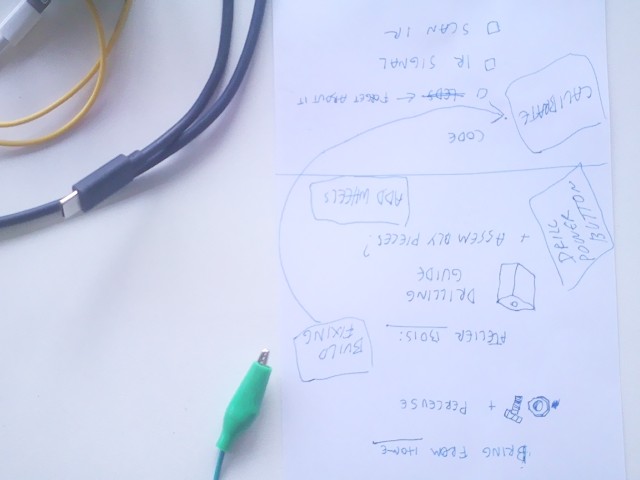 BRING FROM HOME
PERCEUSE +
ATELIER BOIS:
BUILD
FIXING
DRILLING
GUIDE
+ ASSEMBLY PIECES?
DRILL
POWER
BUTTON
ADD WHEELS
CODE
CALIBRATE
LEDS ← FORGET ABOUT IT
IR SIGNAL
SCAN IR